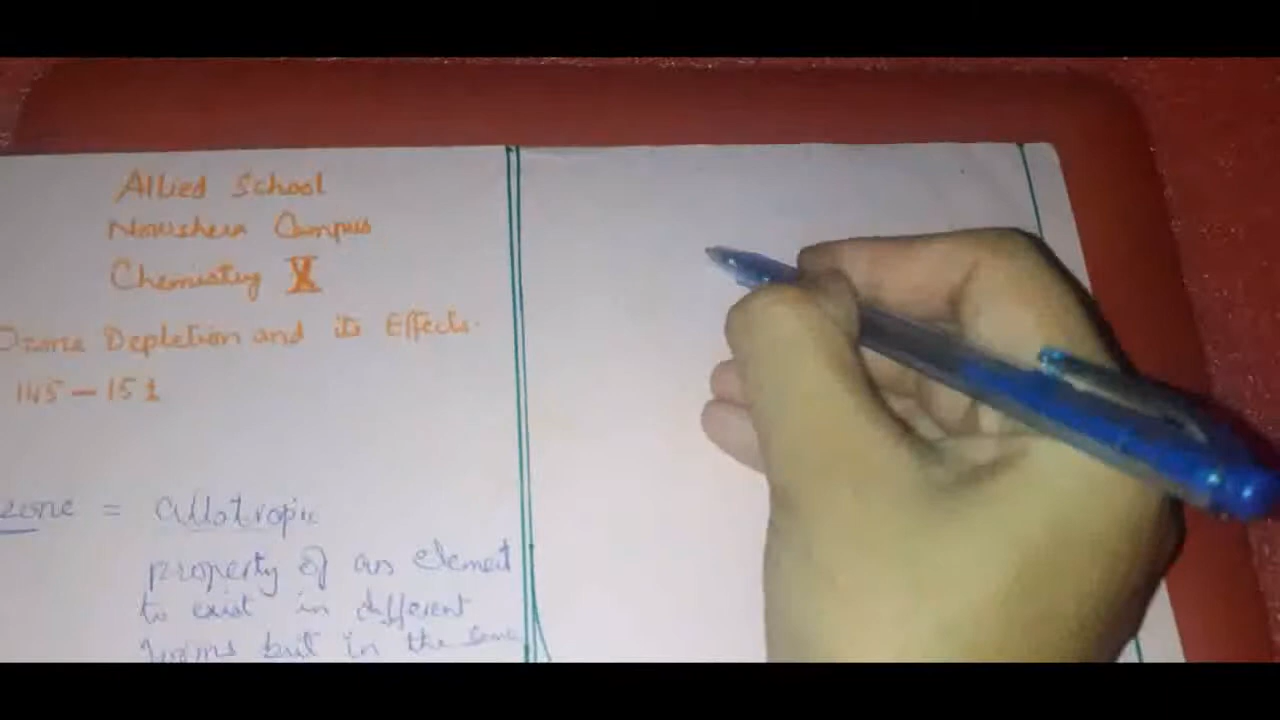 Allied School
Nowshera Campus
Chemistry X
Ozone Depletion and its Effects.
145 – 151
zone = allotropic
property of an element
to exist in different
forms but in the same